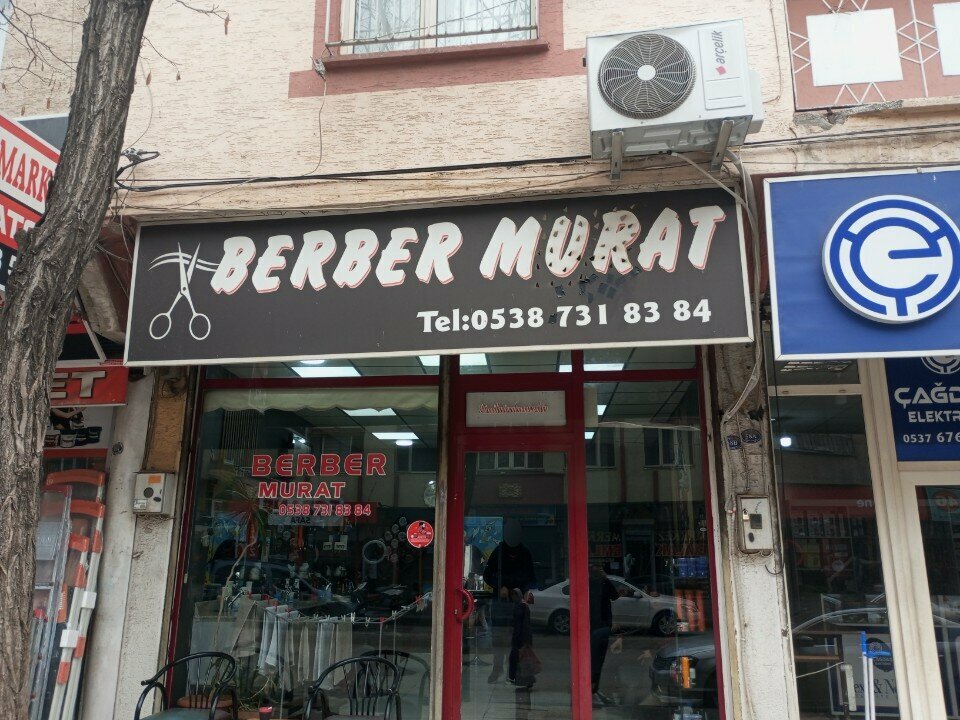 arçelik
MARK
BERBER MURAT
Tel:0538 731 83 84
ET
ÇAĞD
ELEKTR
0537 676
BERBER
MURAT
0538 731 83 84